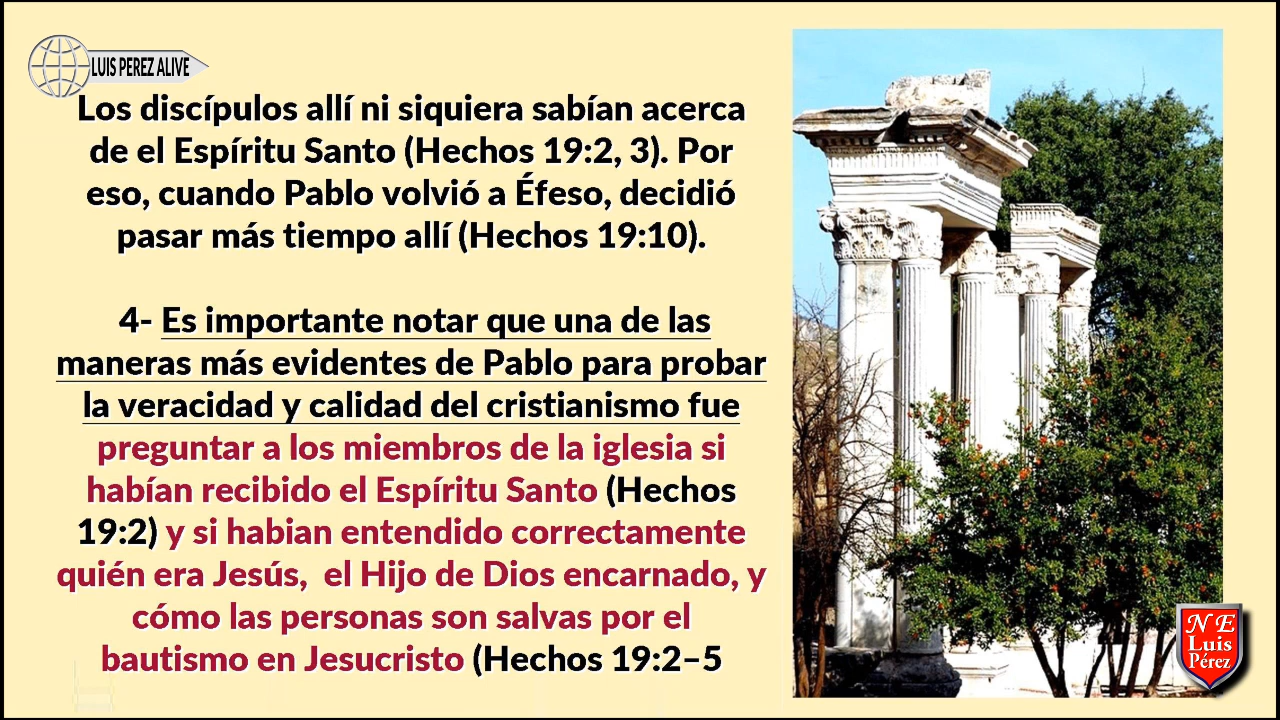 LUIS PEREZ ALIVE
Los discípulos allí ni siquiera sabían acerca
de el Espíritu Santo (Hechos 19:2, 3). Por
eso, cuando Pablo volvió a Éfeso, decidió
pasar más tiempo allí (Hechos 19:10).
4- Es importante notar que una de las
maneras más evidentes de Pablo para probar
la veracidad y calidad del cristianismo fue
preguntar a los miembros de la iglesia si
habían recibido el Espíritu Santo (Hechos
19:2) y si habian entendido correctamente
quién era Jesús,  el Hijo de Dios encarnado, y
cómo las personas son salvas por el
bautismo en Jesucristo (Hechos 19:2–5
N E
Luis
Pérez